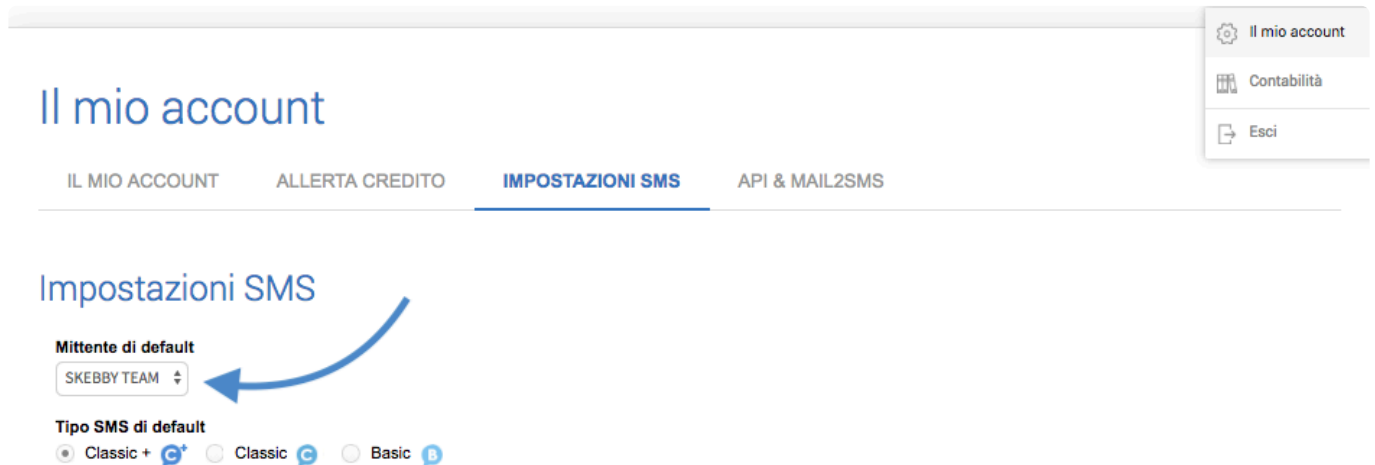 Il mio account
Contabilità
Esci
Il mio account
IL MIO ACCOUNT ALLERTA CREDITO IMPOSTAZIONI SMS API & MAIL2SMS
Impostazioni SMS
Mittente di default
SKEBBY TEAM
Tipo SMS di default
Classic + C+ Classic C Basic B